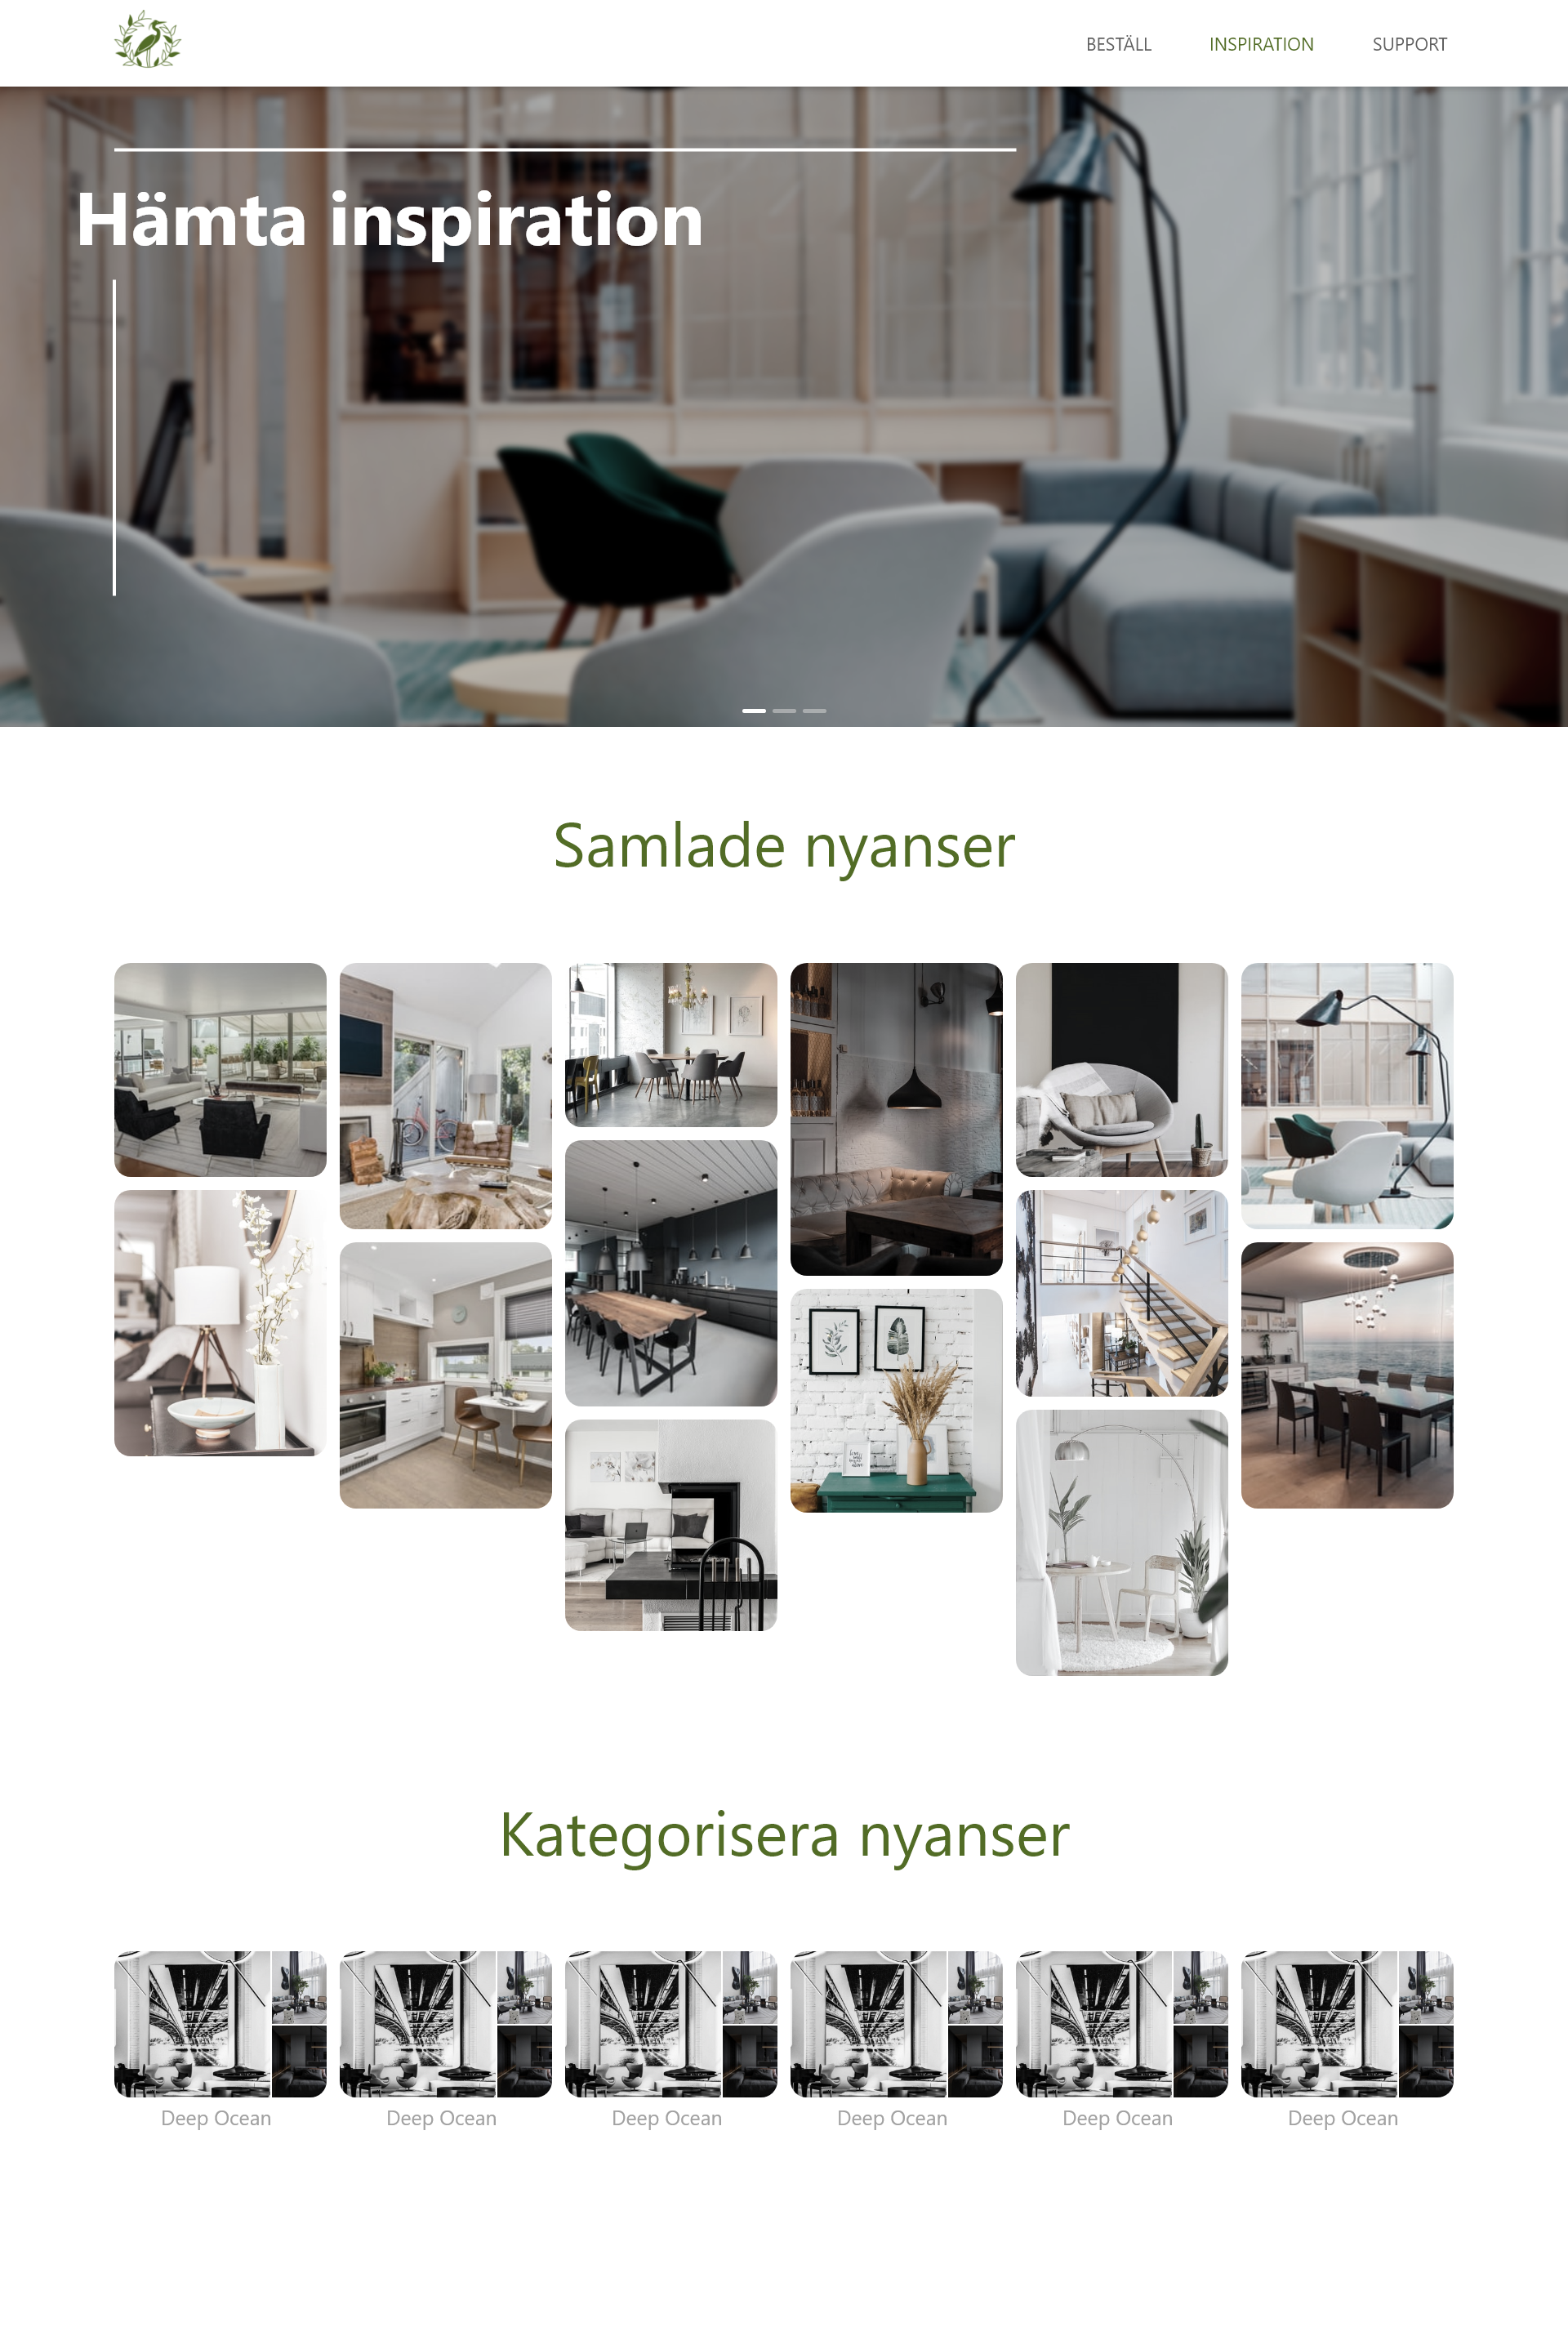 BESTÄLL INSPIRATION SUPPORT
Hämta inspiration
Samlade nyanser
Kategorisera nyanser
Deep Ocean Deep Ocean Deep Ocean Deep Ocean Deep Ocean Deep Ocean